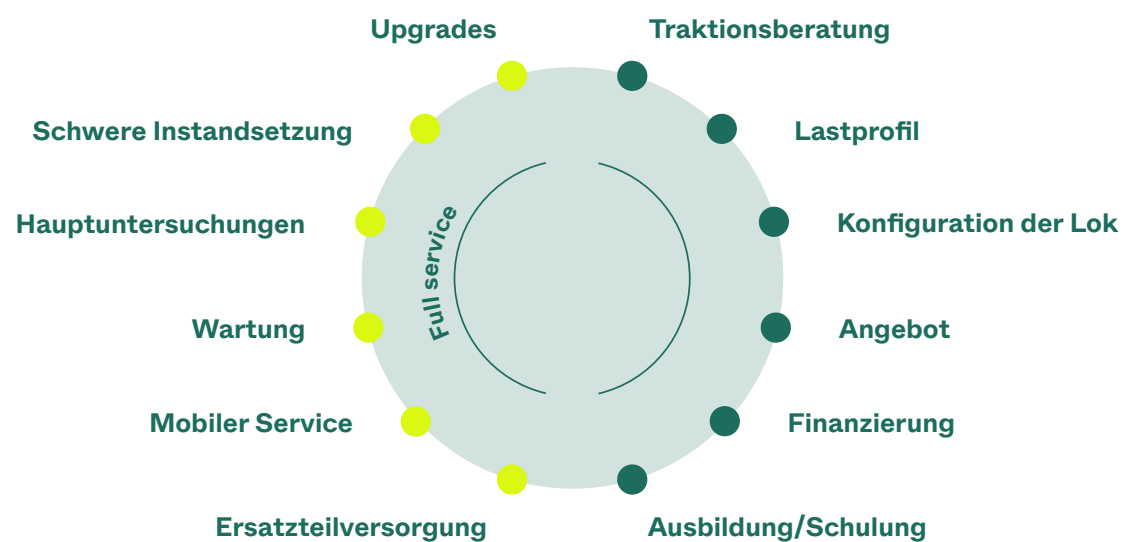 Upgrades
Traktionsberatung
Schwere Instandsetzung
Lastprofil
Hauptuntersuchungen
Konfiguration der Lok
Full service
Wartung
Angebot
Mobiler Service
Finanzierung
Ersatzteilversorgung
Ausbildung/Schulung